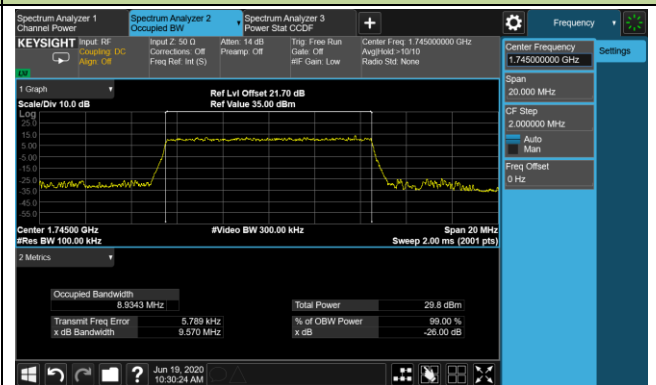 Spectrum Analyzer 1
Channel Power
Spectrum Analyzer 2
Occupied BW
Spectrum Analyzer 3
Power Stat CCDF
+
Frequency
KEYSIGHT
Input: RF
Coupling: DC
Align: Off
Input Z: 50 Ω
Corrections: Off
Freq Ref: Int (S)
Atten: 14 dB
Preamp: Off
Trig: Free Run
Gate: Off
#IF Gain: Low
Center Freq: 1.745000000 GHz
Avg|Hold:>10/10
Radio Std: None
Center Frequency
1.745000000 GHz
Settings
Span
20.000 MHz
CF Step
2.000000 MHz
Auto
Man
Freq Offset
0 Hz
1 Graph
Scale/Div 10.0 dB
Ref Lvl Offset 21.70 dB
Ref Value 35.00 dBm
Log
25.0
15.0
5.00
-5.00
-15.0
-25.0
-35.0
-45.0
-55.0
Center 1.74500 GHz
#Res BW 100.00 kHz
#Video BW 300.00 kHz
Span 20 MHz
Sweep 2.00 ms (2001 pts)
2 Metrics
Occupied Bandwidth
8.9343 MHz
Total Power 29.8 dBm
Transmit Freq Error 5.789 kHz
% of OBW Power 99.00 %
x dB Bandwidth 9.570 MHz
x dB -26.00 dB
?
Jun 19, 2020
10:30:24 AM